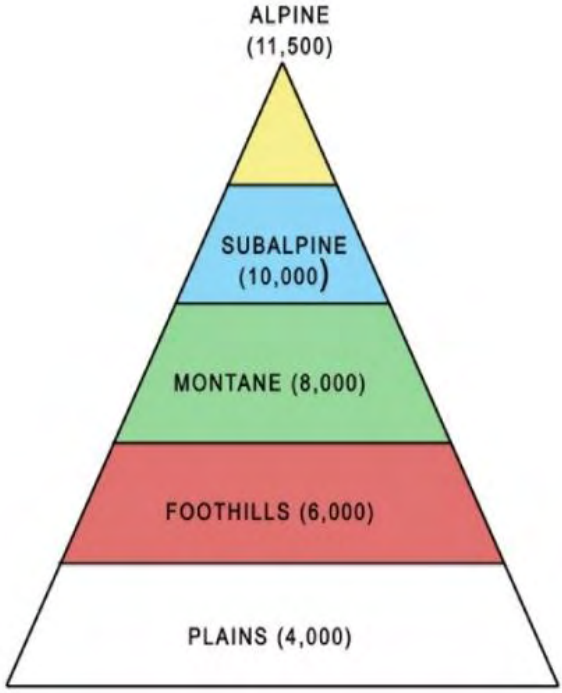 ALPINE
(11,500)
SUBALPINE
(10,000)
MONTANE (8,000)
FOOTHILLS (6,000)
PLAINS (4,000)